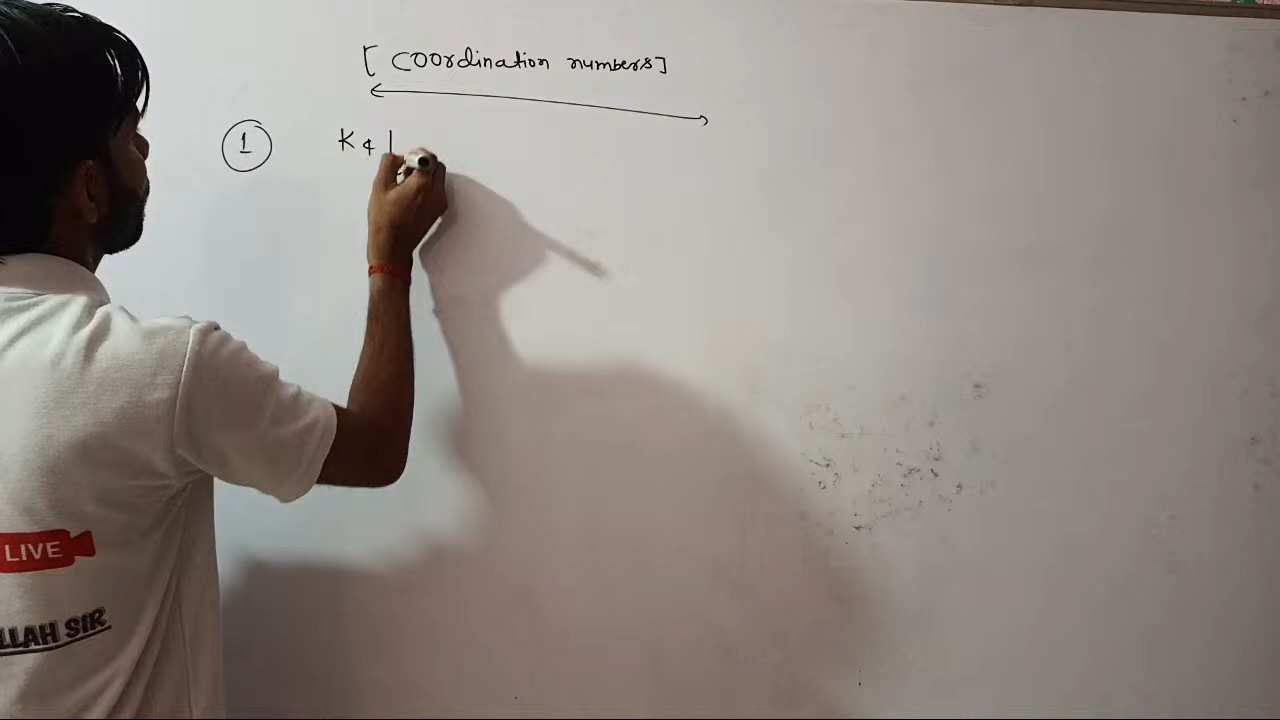 [ Coordination numbers]
① K4 [
LIVE
LLAH SIR